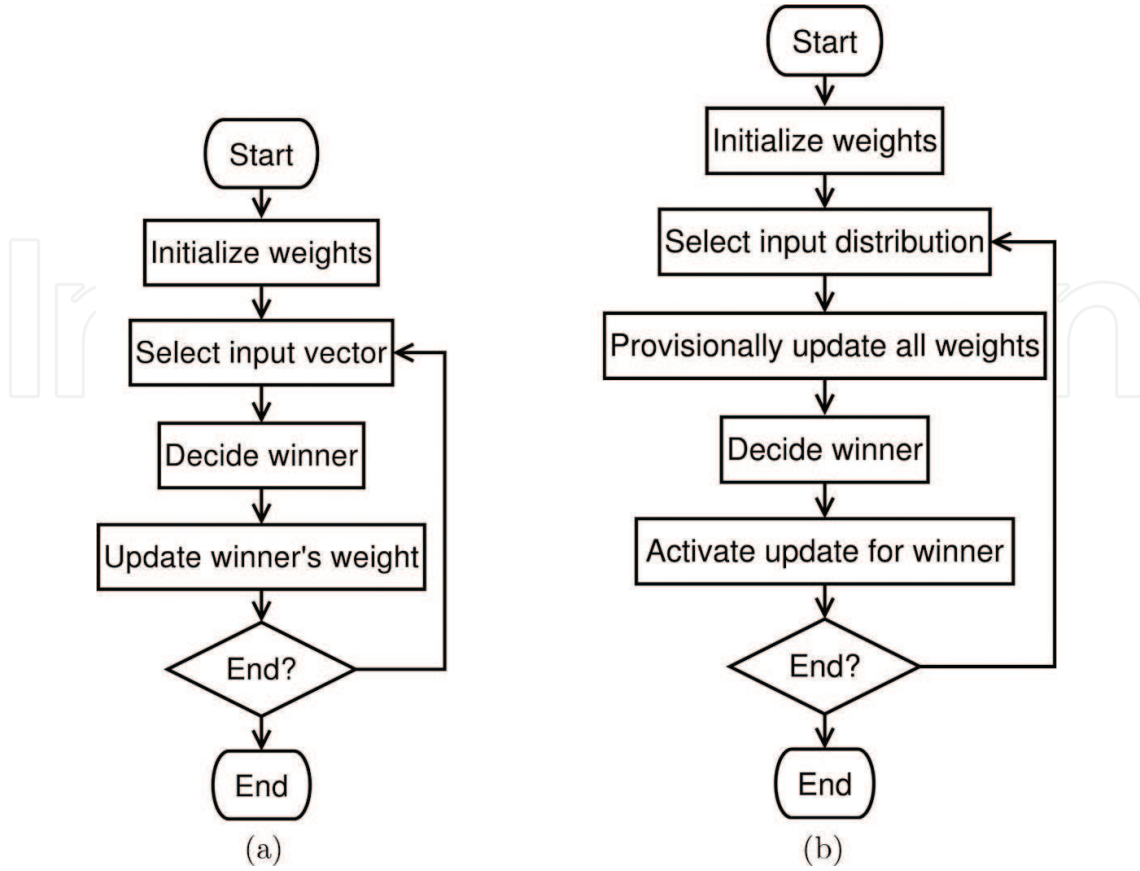 Start
Initialize weights
Select input vector
Decide winner
Update winner's weight
End?
End
(a)
Start
Initialize weights
Select input distribution
Provisionally update all weights
Decide winner
Activate update for winner
End?
End
(b)